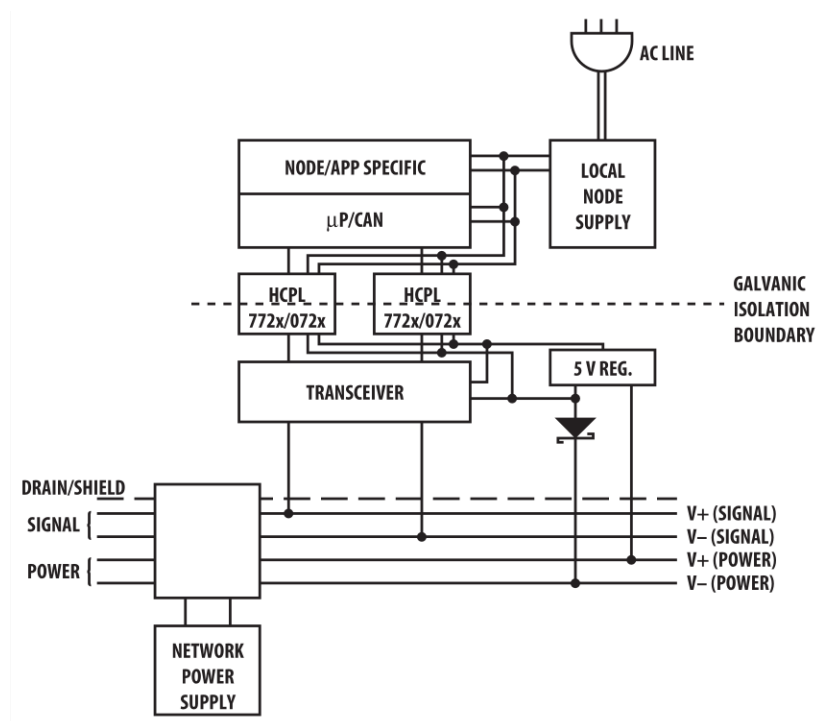 AC LINE
NODE/APP SPECIFIC
LOCAL
NODE
SUPPLY
μP/CAN
HCPL
772x/072x
HCPL
772x/072x
GALVANIC
ISOLATION
BOUNDARY
5 V REG.
TRANSCEIVER
DRAIN/SHIELD
SIGNAL
POWER
V+ (SIGNAL)
V– (SIGNAL)
V+ (POWER)
V– (POWER)
NETWORK
POWER
SUPPLY